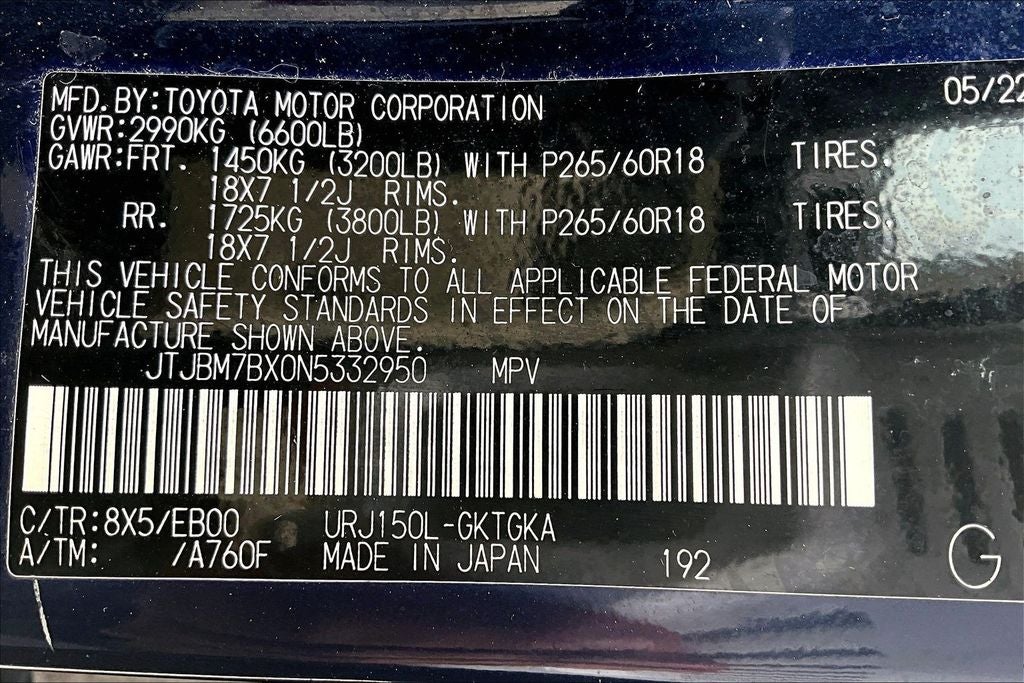 MFD. BY: TOYOTA MOTOR CORPORATION 05/22
GVWR: 2990KG (6600LB)
GAWR: FRT. 1450KG (3200LB) WITH P265/60R18 TIRES.
18X7 1/2J RIMS.
RR. 1725KG (3800LB) WITH P265/60R18 TIRES.
18X7 1/2J RIMS.
THIS VEHICLE CONFORMS TO ALL APPLICABLE FEDERAL MOTOR
VEHICLE SAFETY STANDARDS IN EFFECT ON THE DATE OF
MANUFACTURE SHOWN ABOVE.
JTJBM7BX0N5332950 MPV
C/TR: 8X5/EB00 URJ150L-GKTGKA
A/TM: /A760F MADE IN JAPAN 192 G